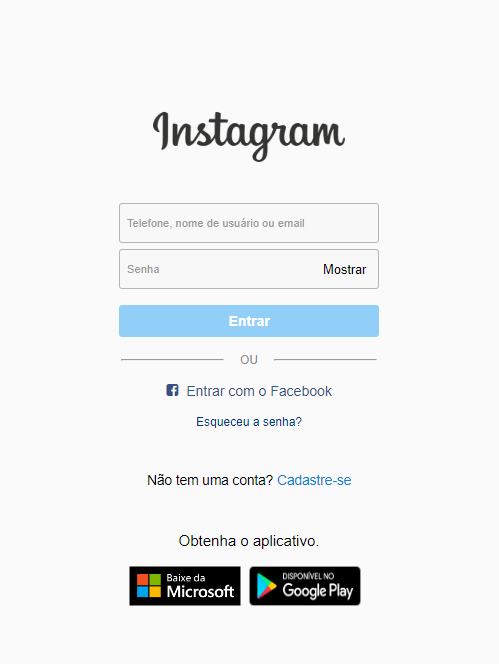 Instagram
Telefone, nome de usuário ou email
Senha Mostrar
Entrar
OU
Entrar com o Facebook
Esqueceu a senha?
Não tem uma conta? Cadastre-se
Obtenha o aplicativo.
Baixe da
Microsoft
DISPONÍVEL NO
Google Play